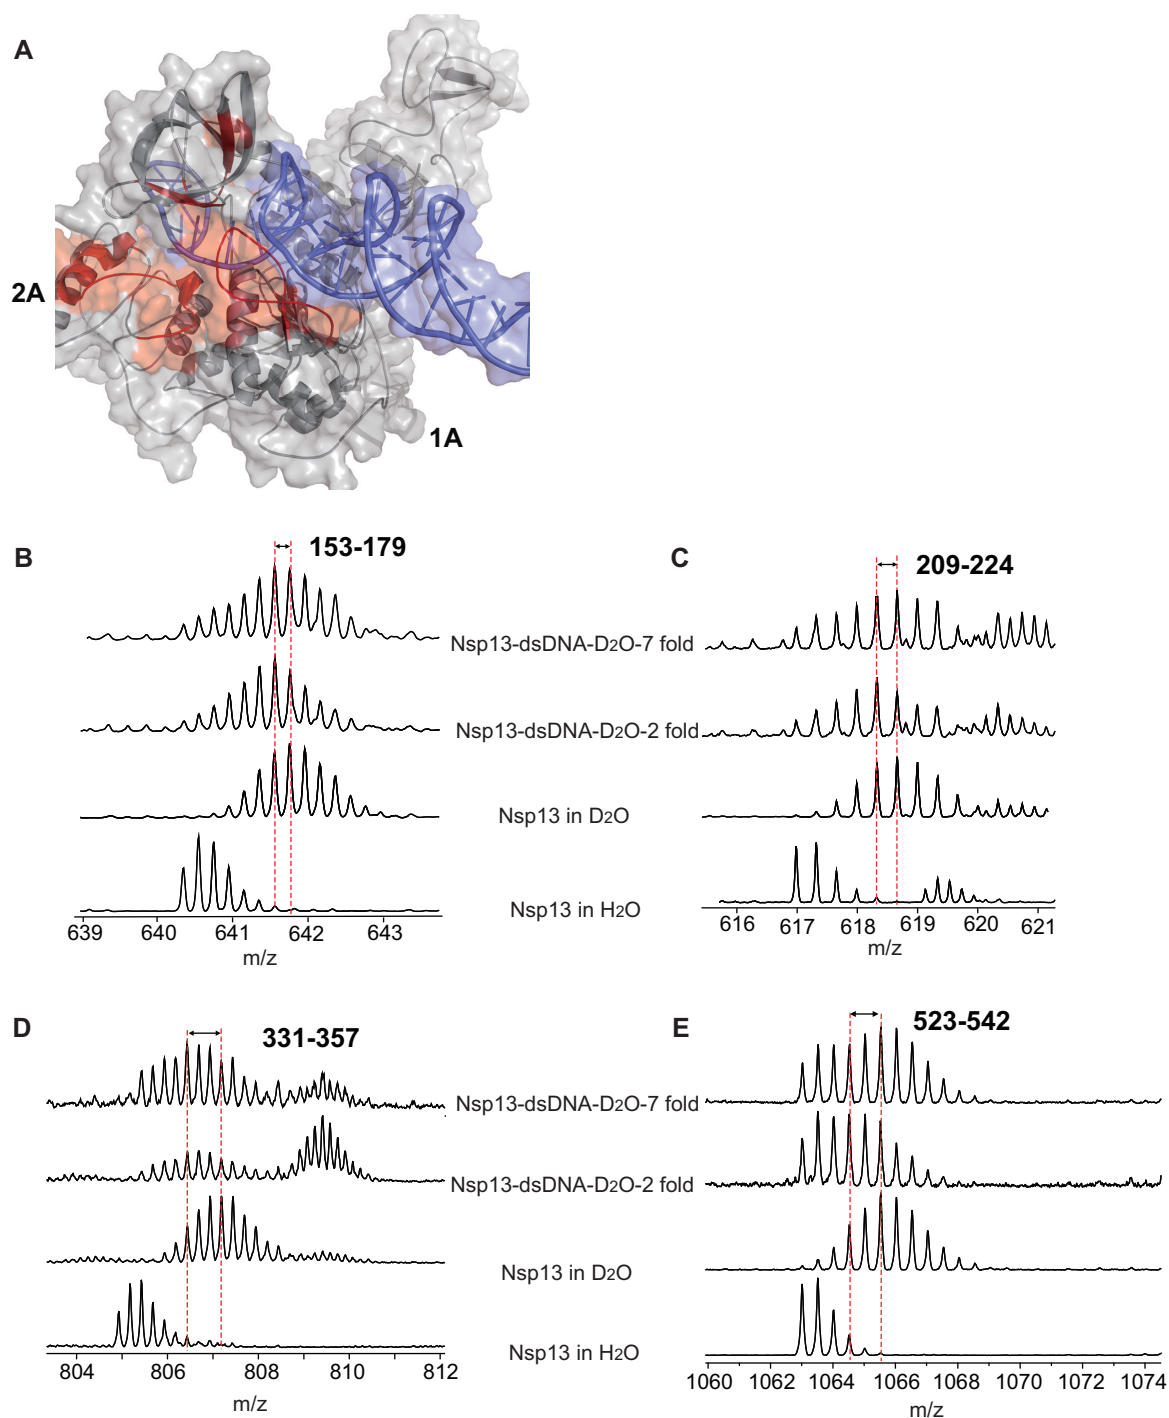 A
2A
1A
B
153-179
C
209-224
Nsp13-dsDNA-D2O-7 fold
Nsp13-dsDNA-D2O-2 fold
Nsp13 in D2O
Nsp13 in H2O
639 640 641 642 643
m/z
616 617 618 619 620 621
m/z
D
331-357
E
523-542
Nsp13-dsDNA-D2O-7 fold
Nsp13-dsDNA-D2O-2 fold
Nsp13 in D2O
Nsp13 in H2O
804 806 808 810 812
m/z
1060 1062 1064 1066 1068 1070 1072 1074
m/z